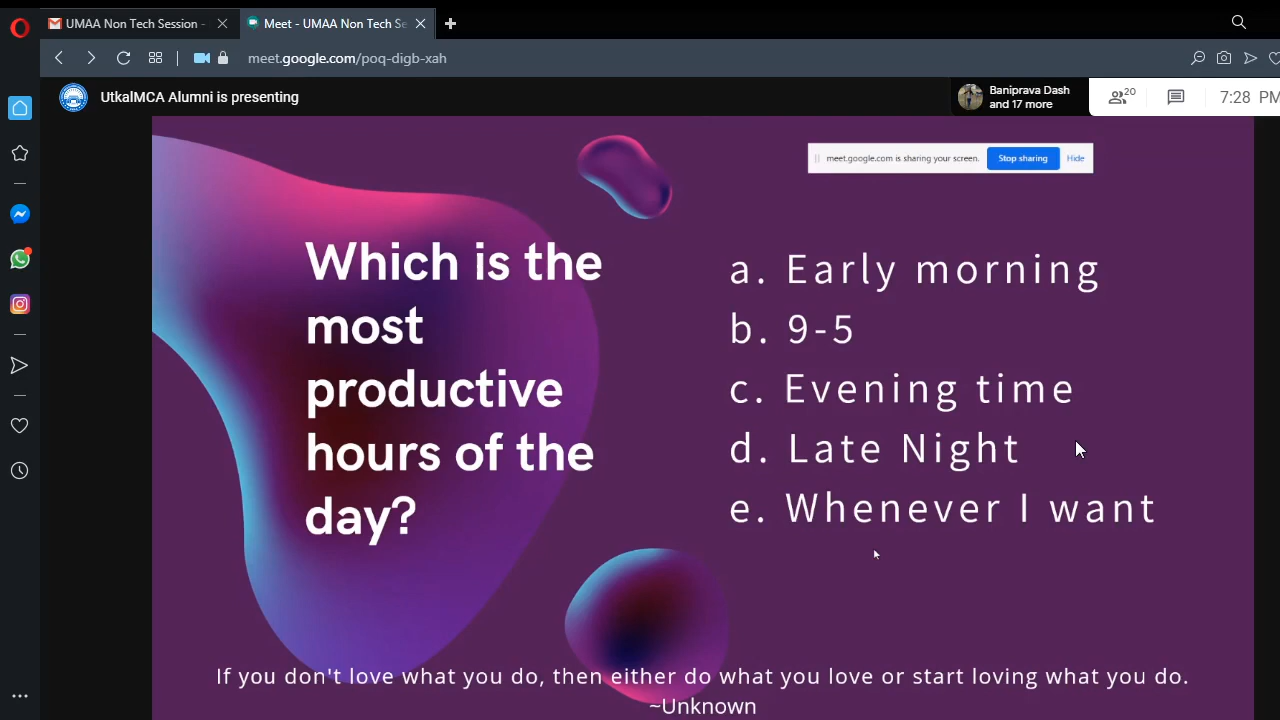 UMAA Non Tech Session -
Meet - UMAA Non Tech Se
meet.google.com/poq-digb-xah
UtkalMCA Alumni is presenting
Baniprava Dash
and 17 more
20
7:28 PM
meet.google.com is sharing your screen.
Stop sharing
Hide
Which is the
most
productive
hours of the
day?
a. Early morning
b. 9-5
c. Evening time
d. Late Night
e. Whenever I want
If you don't love what you do, then either do what you love or start loving what you do.
~Unknown